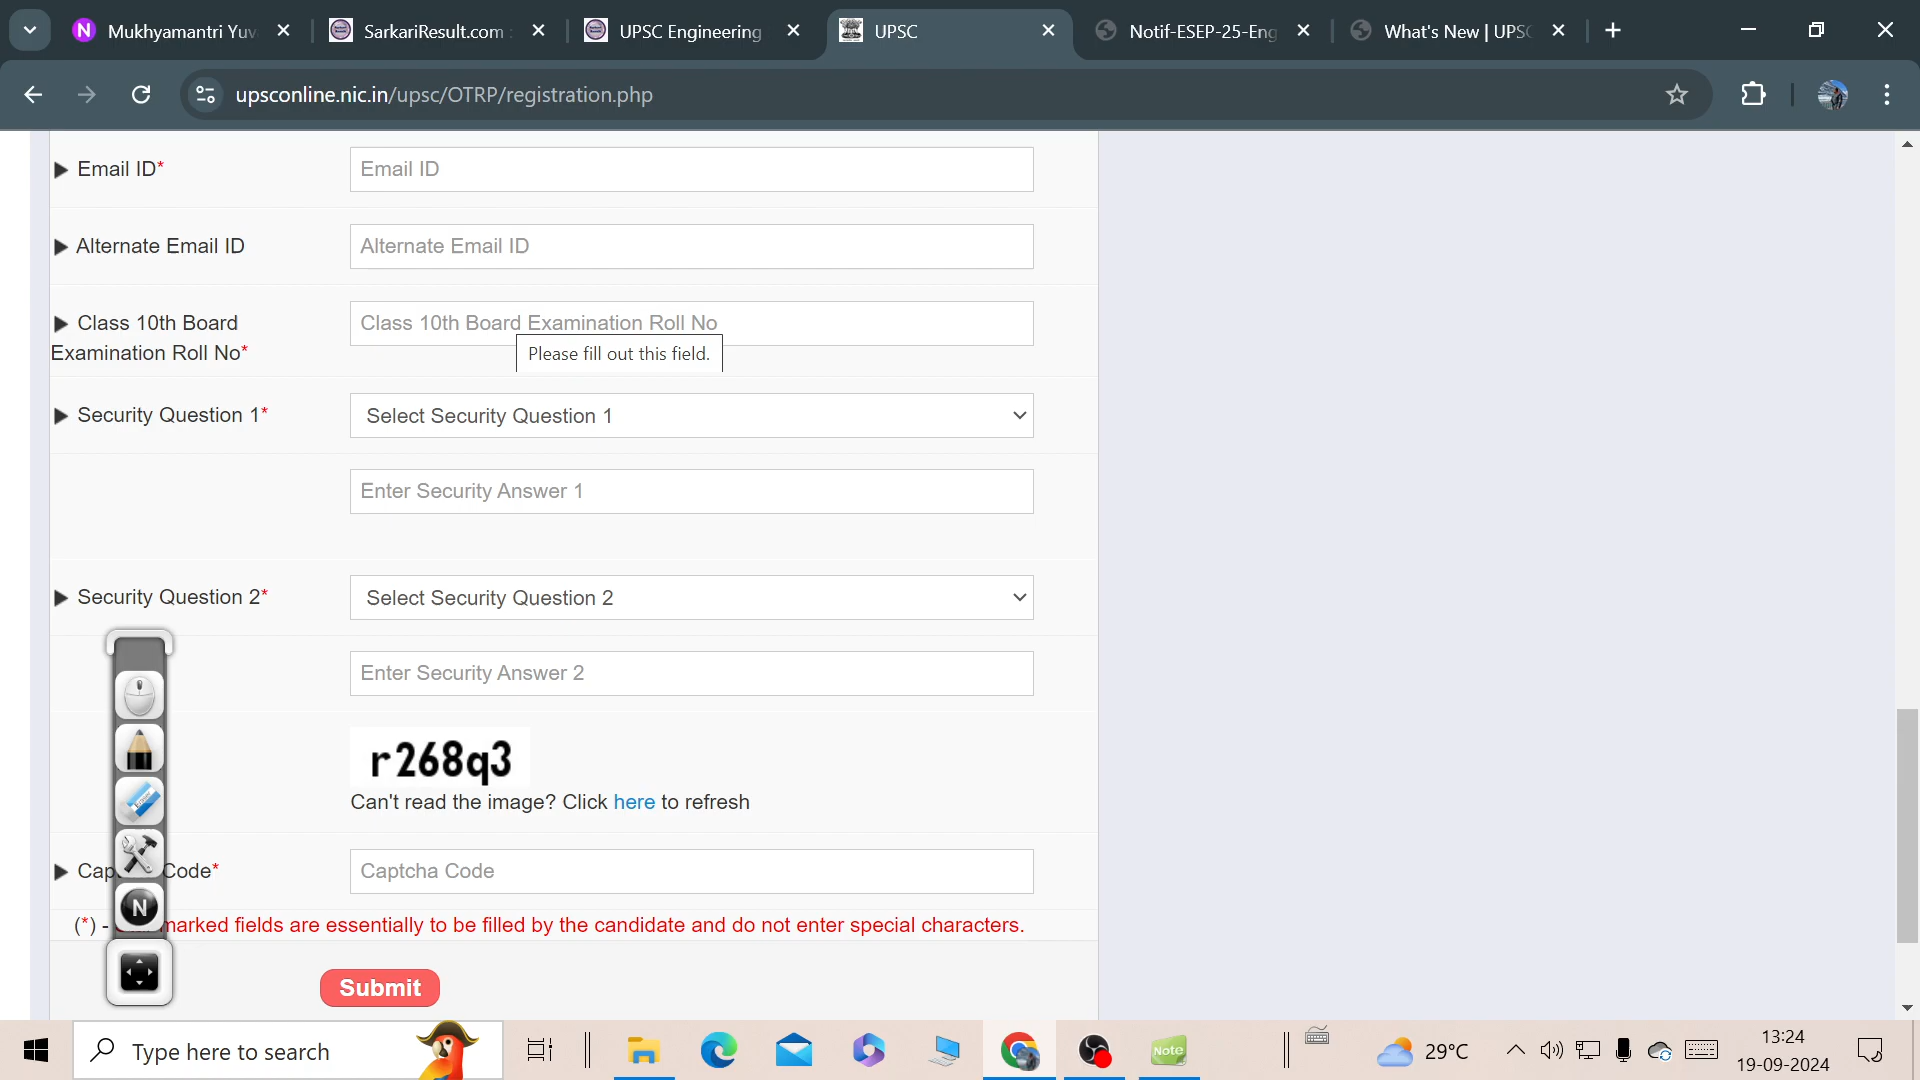 N Mukhyamantri Yuv
SarkariResult.com :
UPSC Engineering
UPSC
Notif-ESEP-25-Eng
What's New | UPSC
upsconline.nic.in/upsc/OTRP/registration.php
Email ID*
Email ID
Alternate Email ID
Alternate Email ID
Class 10th Board
Examination Roll No*
Class 10th Board Examination Roll No
Please fill out this field.
Security Question 1*
Select Security Question 1
Enter Security Answer 1
Security Question 2*
Select Security Question 2
Enter Security Answer 2
r268q3
Can't read the image? Click here to refresh
Cap Code*
Captcha Code
N
(*) - marked fields are essentially to be filled by the candidate and do not enter special characters.
Submit
Type here to search
Note
29°C
13:24
19-09-2024